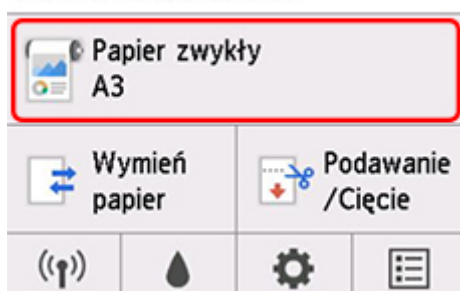 Papier zwykły
A3
Wymień
papier
Podawanie
/Cięcie